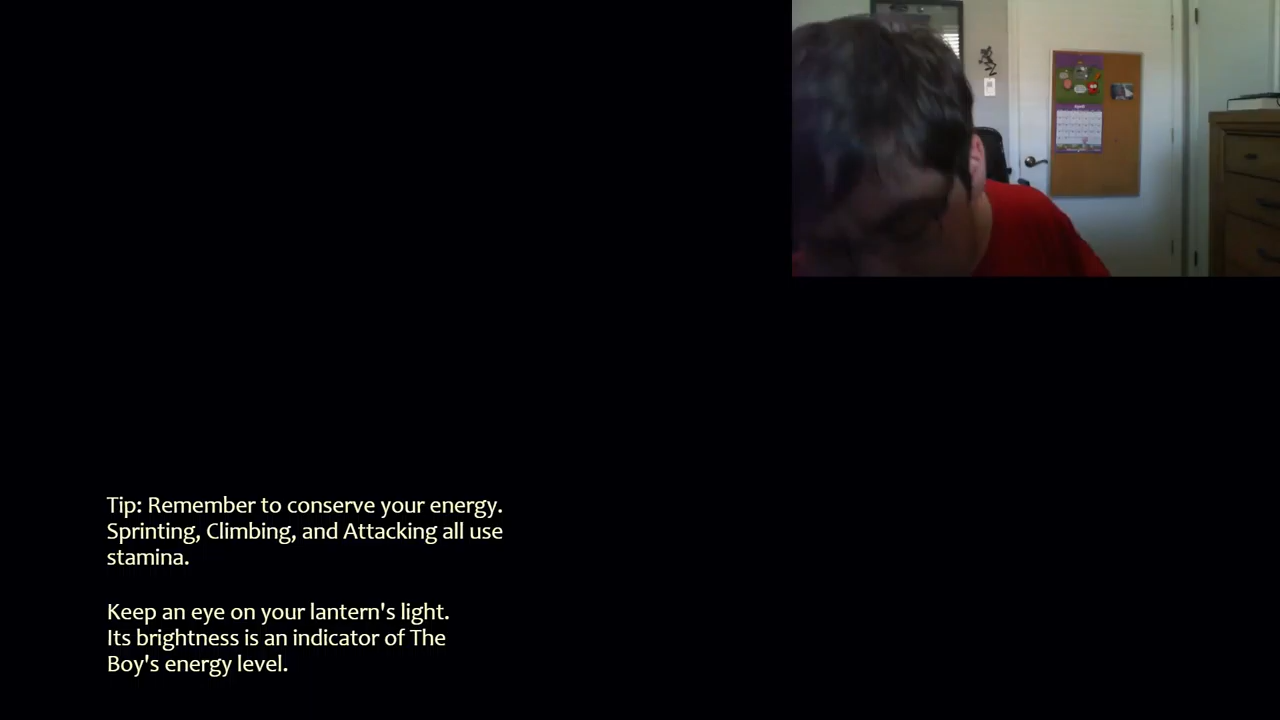 Tip: Remember to conserve your energy.
Sprinting, Climbing, and Attacking all use
stamina.
Keep an eye on your lantern's light.
Its brightness is an indicator of The
Boy's energy level.